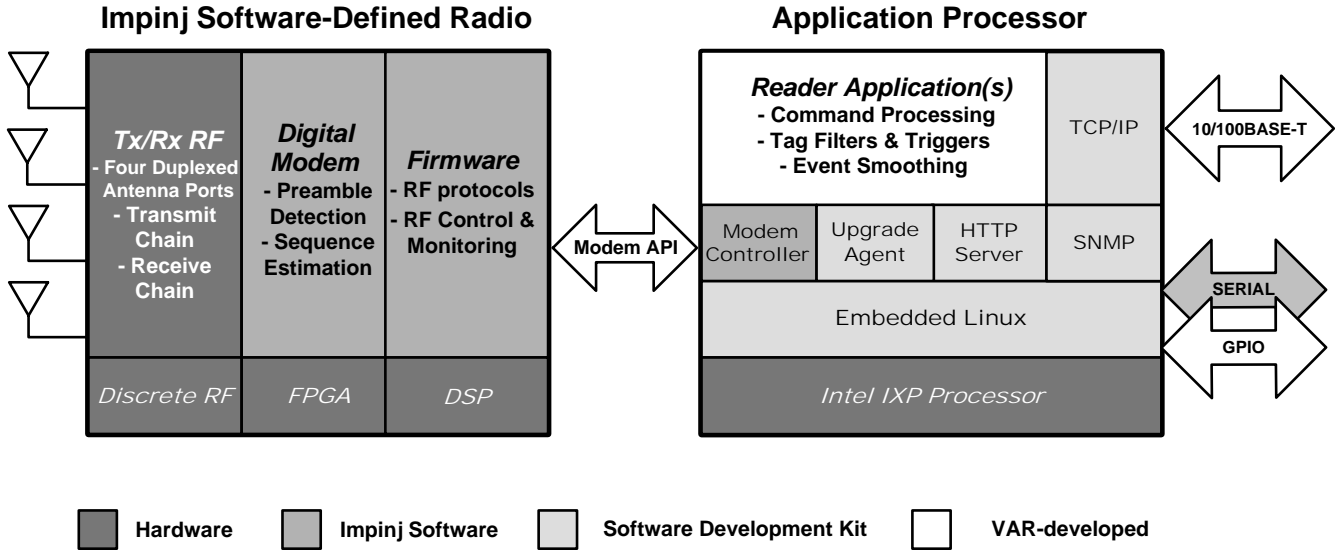 Impinj Software-Defined Radio
Application Processor
Tx/Rx RF
- Four Duplexed
Antenna Ports
- Transmit
Chain
- Receive
Chain
Digital
Modem
- Preamble
Detection
- Sequence
Estimation
Firmware
- RF protocols
- RF Control &
Monitoring
Discrete RF
FPGA
DSP
Modem API
Reader Application(s)
- Command Processing
- Tag Filters & Triggers
- Event Smoothing
TCP/IP
Modem
Controller
Upgrade
Agent
HTTP
Server
SNMP
Embedded Linux
Intel IXP Processor
10/100BASE-T
SERIAL
GPIO
Hardware
Impinj Software
Software Development Kit
VAR-developed